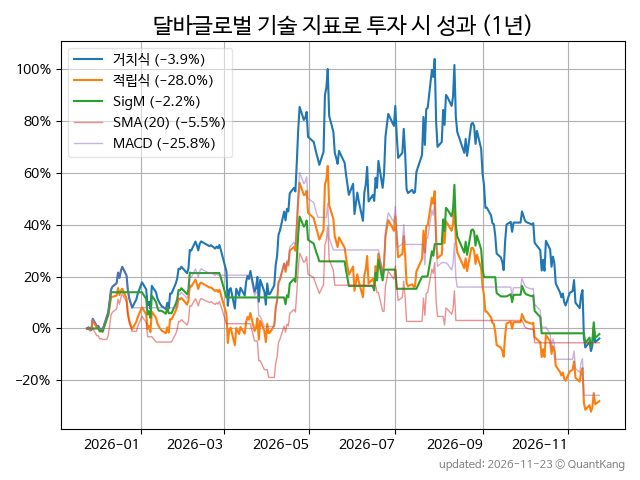 달바글로벌 기술 지표로 투자 시 성과 (1년)
거치식 (−3.9%)
적립식 (−28.0%)
SigM (−2.2%)
SMA(20) (−5.5%)
MACD (−25.8%)
100%
80%
60%
40%
20%
0%
−20%
2026-01 2026-03 2026-05 2026-07 2026-09 2026-11
updated: 2026-11-23 © QuantKang